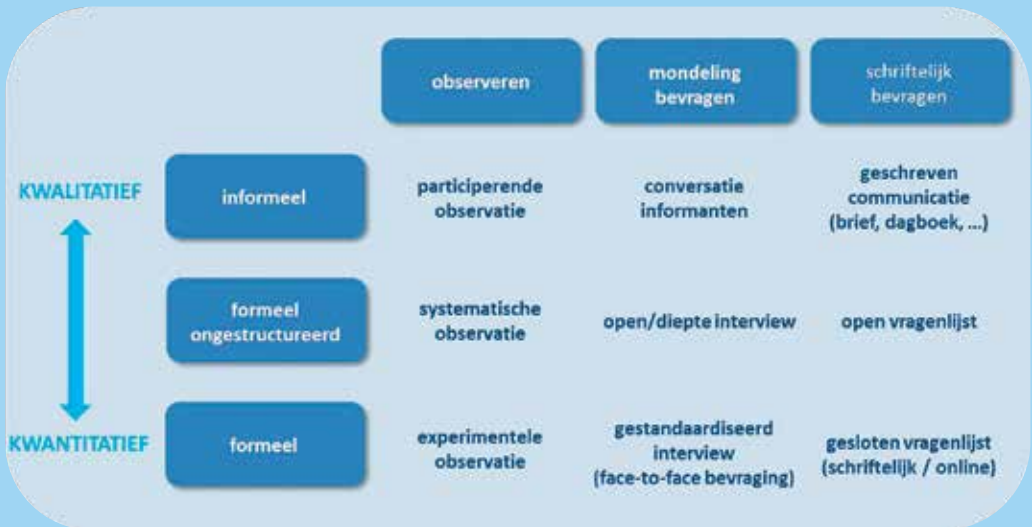 observeren
mondeling
bevragen
schriftelijk
bevragen
KWALITATIEF
informeel
participerende
observatie
conversatie
informanten
geschreven
communicatie
(brief, dagboek, ...)
formeel
ongestructureerd
systematische
observatie
open/diepte interview
open vragenlijst
KWANTITATIEF
formeel
experimentele
observatie
gestandaardiseerd
interview
(face-to-face bevraging)
gesloten vragenlijst
(schriftelijk / online)